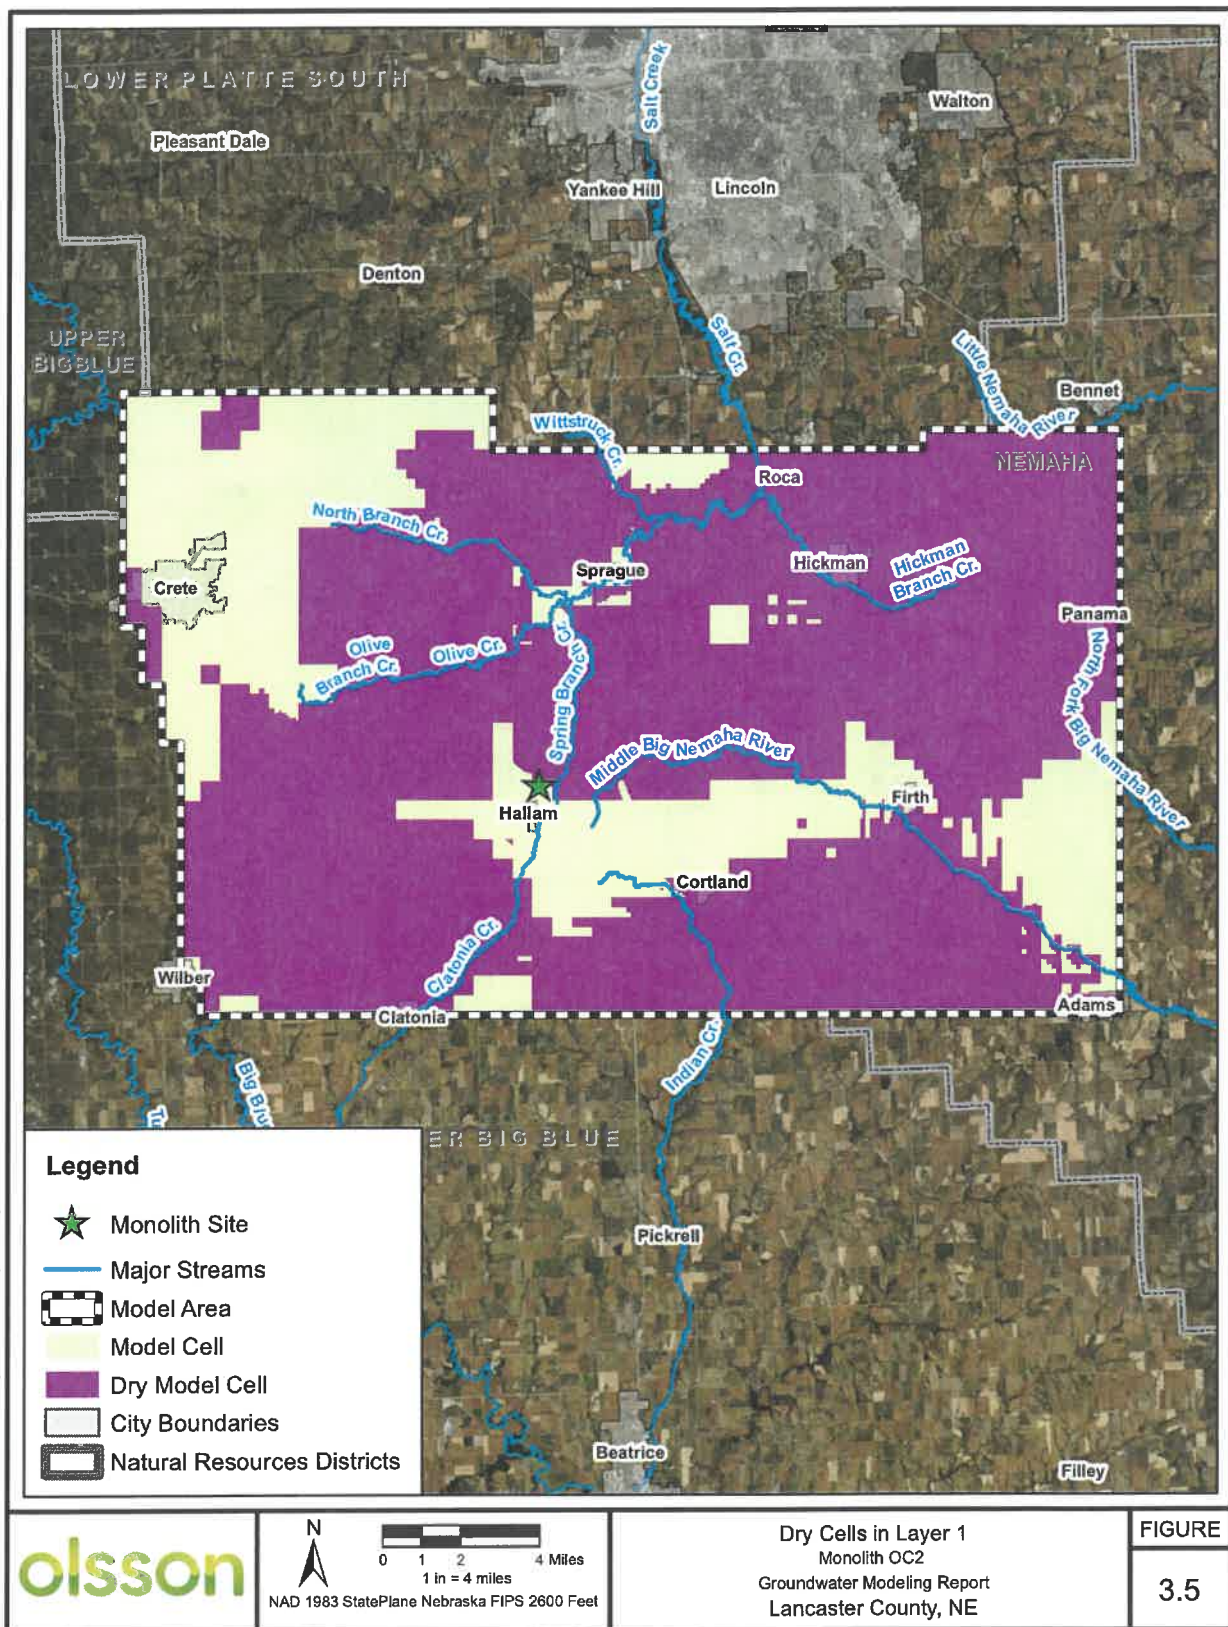 LOWER PLATTE SOUTH
Pleasant Dale
Salt Creek
Walton
Yankee Hill
Lincoln
Denton
UPPER
BIG BLUE
Salt Cr.
Little Nemaha River
Bennet
Wittstruck Cr.
NEMAHA
Roca
North Branch Cr.
Sprague
Hickman
Hickman
Branch Cr.
Crete
Panama
Olive
Branch Cr.
Olive Cr.
Spring Branch Cr.
North Fork Big Nemaha River
Middle Big Nemaha River
Hallam
Firth
Cortland
Clatonia Cr.
Wilber
Clatonia
Adams
Indian Cr.
Big Blu
Tu
ER BIG BLUE
Pickrell
Beatrice
Filley
Legend
Monolith Site
Major Streams
Model Area
Model Cell
Dry Model Cell
City Boundaries
Natural Resources Districts
olsson
N
0 1 2 4 Miles
1 in = 4 miles
NAD 1983 StatePlane Nebraska FIPS 2600 Feet
Dry Cells in Layer 1
Monolith OC2
Groundwater Modeling Report
Lancaster County, NE
FIGURE
3.5